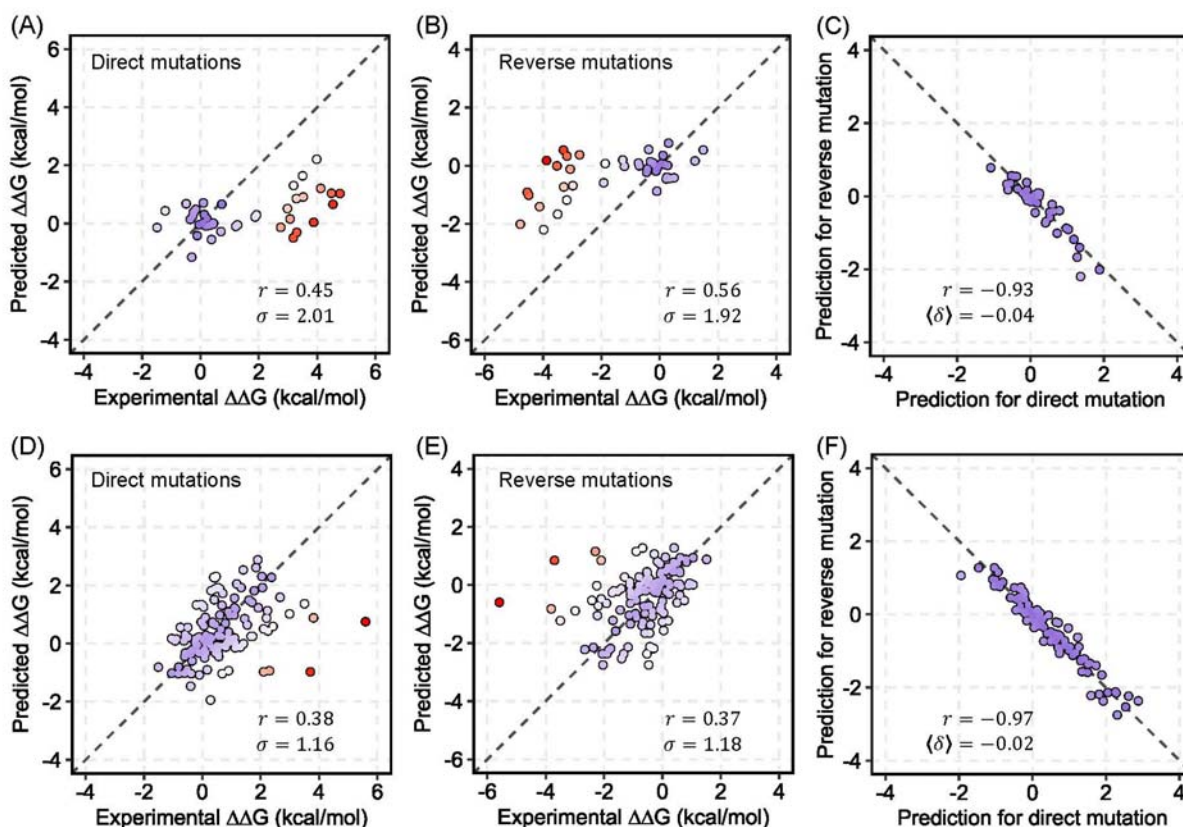 (A)
Direct mutations
Predicted ΔΔG (kcal/mol)
6
4
2
0
-2
-4
r = 0.45
σ = 2.01
-4 -2 0 2 4 6
Experimental ΔΔG (kcal/mol)
(B)
Reverse mutations
Predicted ΔΔG (kcal/mol)
4
2
0
-2
-4
-6
r = 0.56
σ = 1.92
-6 -4 -2 0 2 4
Experimental ΔΔG (kcal/mol)
(C)
Prediction for reverse mutation
4
2
0
-2
-4
r = −0.93
⟨δ⟩ = −0.04
-4 -2 0 2 4
Prediction for direct mutation
(D)
Direct mutations
Predicted ΔΔG (kcal/mol)
6
4
2
0
-2
-4
r = 0.38
σ = 1.16
-4 -2 0 2 4 6
Experimental ΔΔG (kcal/mol)
(E)
Reverse mutations
Predicted ΔΔG (kcal/mol)
4
2
0
-2
-4
-6
r = 0.37
σ = 1.18
-6 -4 -2 0 2 4
Experimental ΔΔG (kcal/mol)
(F)
Prediction for reverse mutation
4
2
0
-2
-4
r = −0.97
⟨δ⟩ = −0.02
-4 -2 0 2 4
Prediction for direct mutation